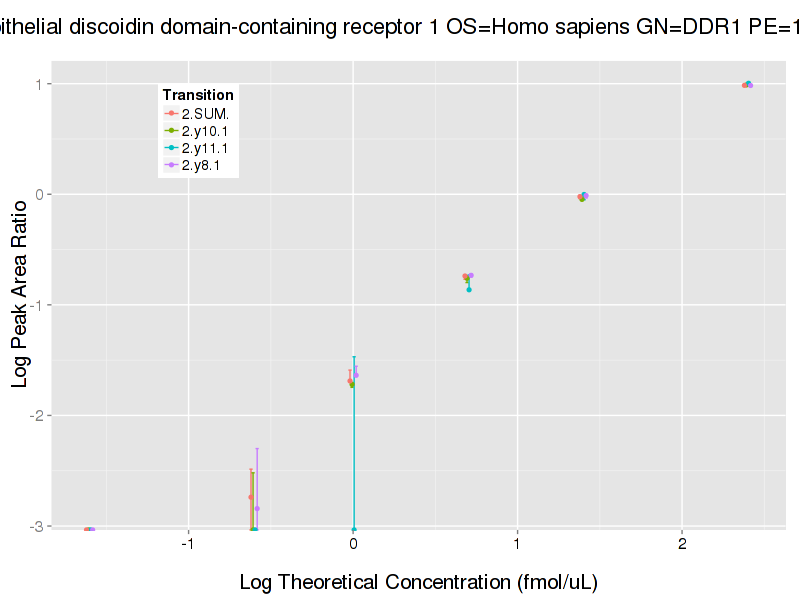 ithelial discoidin domain-containing receptor 1 OS=Homo sapiens GN=DDR1 PE=1
Log Peak Area Ratio
1
0
-1
-2
-3
Transition
2.SUM.
2.y10.1
2.y11.1
2.y8.1
-1 0 1 2
Log Theoretical Concentration (fmol/uL)